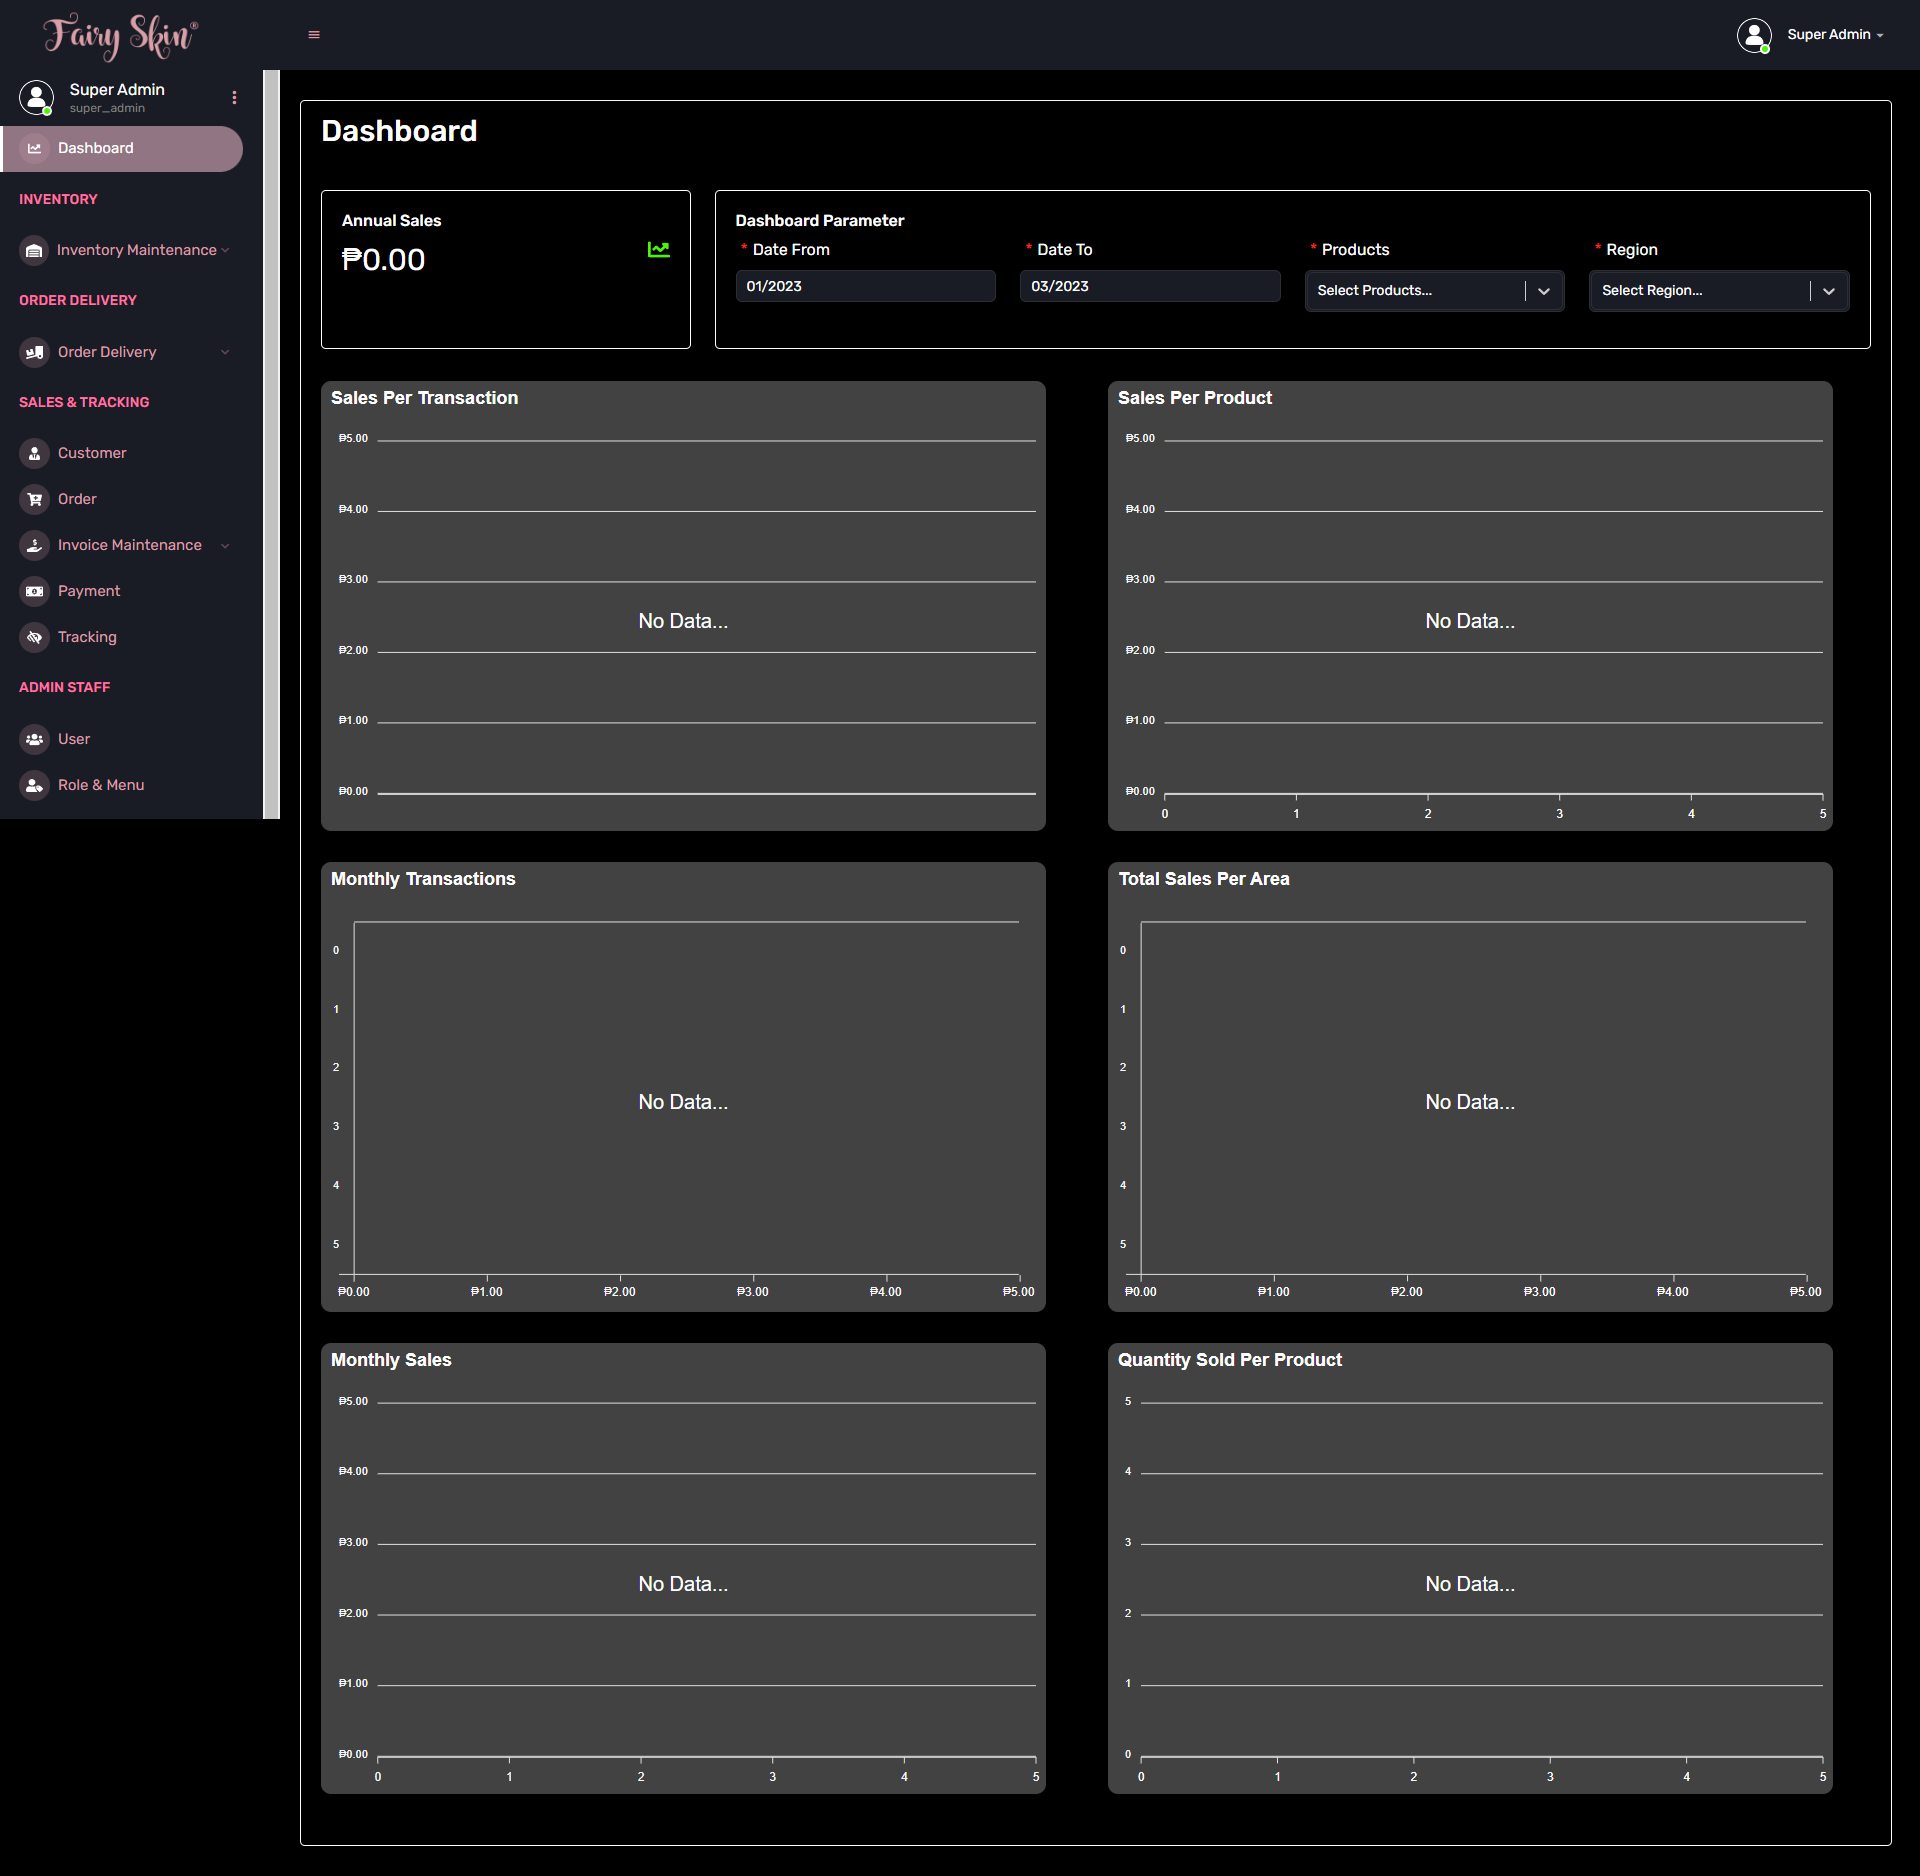 Fairy Skin®
Super Admin
Super Admin
super_admin
Dashboard
INVENTORY
Inventory Maintenance
ORDER DELIVERY
Order Delivery
SALES & TRACKING
Customer
Order
Invoice Maintenance
Payment
Tracking
ADMIN STAFF
User
Role & Menu
Dashboard
Annual Sales
₱0.00
Dashboard Parameter
* Date From
01/2023
* Date To
03/2023
* Products
Select Products...
* Region
Select Region...
Sales Per Transaction
₱5.00
₱4.00
₱3.00
No Data...
₱2.00
₱1.00
₱0.00
Sales Per Product
₱5.00
₱4.00
₱3.00
No Data...
₱2.00
₱1.00
₱0.00
0 1 2 3 4 5
Monthly Transactions
0
1
2
No Data...
3
4
5
₱0.00 ₱1.00 ₱2.00 ₱3.00 ₱4.00 ₱5.00
Total Sales Per Area
0
1
2
No Data...
3
4
5
₱0.00 ₱1.00 ₱2.00 ₱3.00 ₱4.00 ₱5.00
Monthly Sales
₱5.00
₱4.00
₱3.00
No Data...
₱2.00
₱1.00
₱0.00
0 1 2 3 4 5
Quantity Sold Per Product
5
4
3
No Data...
2
1
0
0 1 2 3 4 5